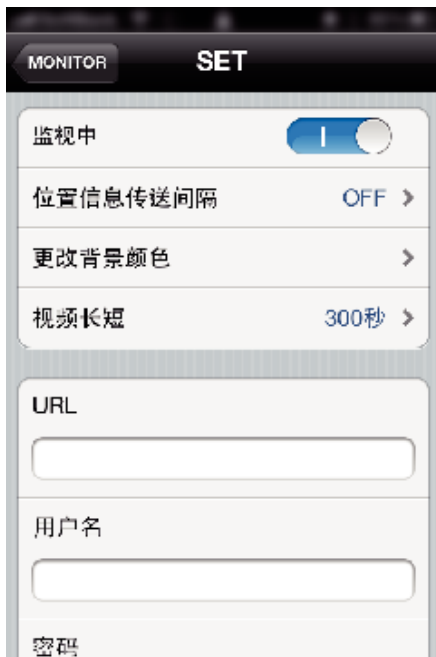 MONITOR SET
监视中
位置信息传送间隔 OFF
更改背景颜色
视频长短 300秒
URL
用户名
密码